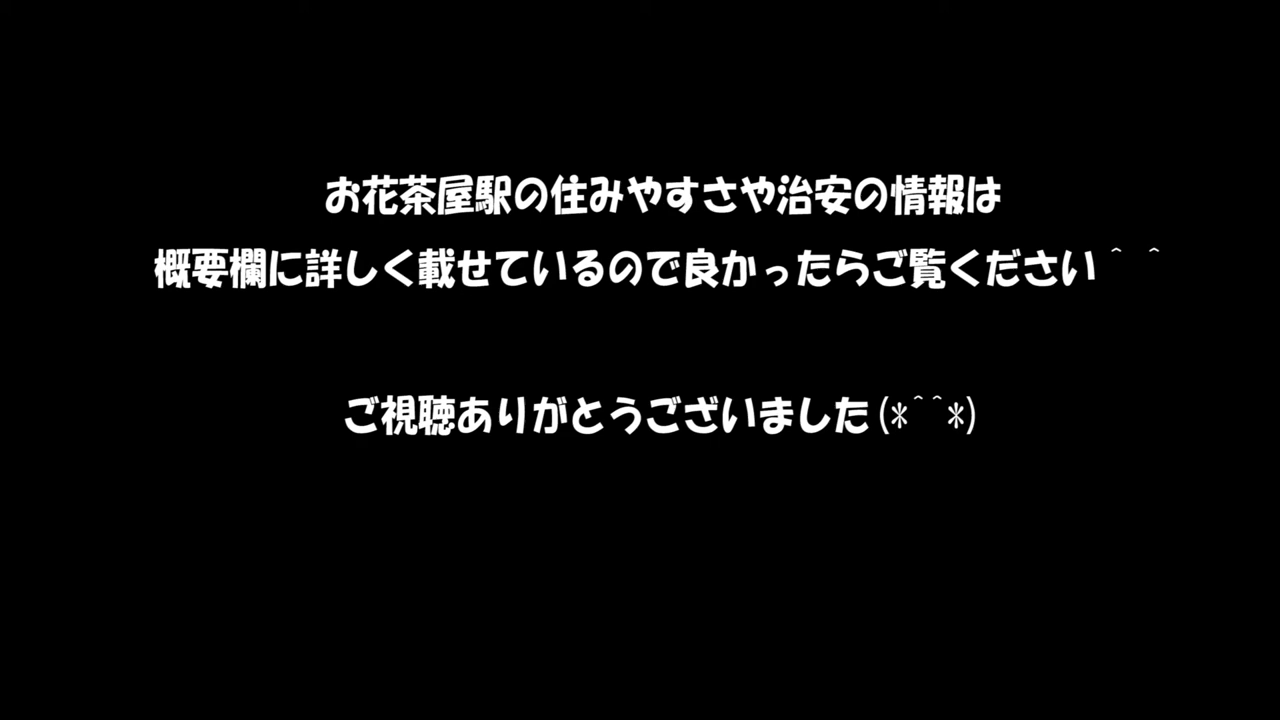 お花茶屋駅の住みやすさや治安の情報は
概要欄に詳しく載せているので良かったらご覧ください＾ ＾
ご視聴ありがとうございました(*＾＾*)